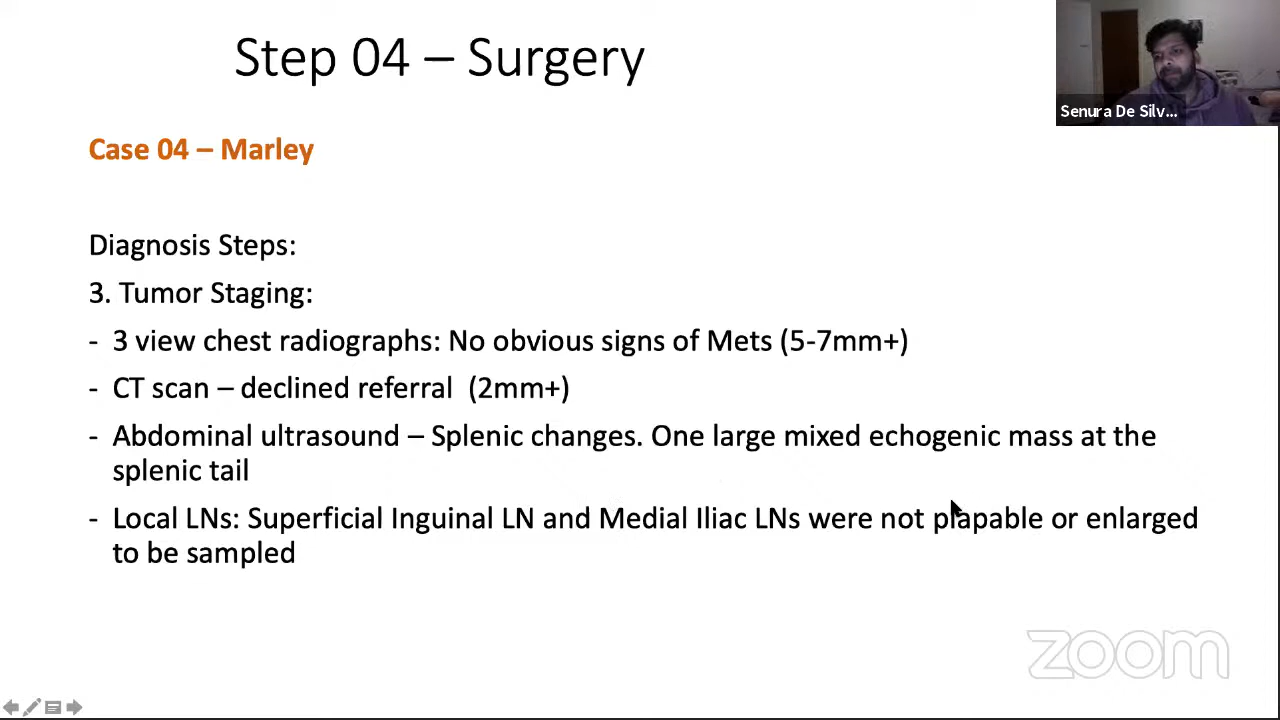 Step 04 – Surgery
Senura De Silv...
Case 04 – Marley
Diagnosis Steps:
3. Tumor Staging:
- 3 view chest radiographs: No obvious signs of Mets (5-7mm+)
- CT scan – declined referral (2mm+)
- Abdominal ultrasound – Splenic changes. One large mixed echogenic mass at the
splenic tail
- Local LNs: Superficial Inguinal LN and Medial Iliac LNs were not plapable or enlarged
to be sampled
zoom